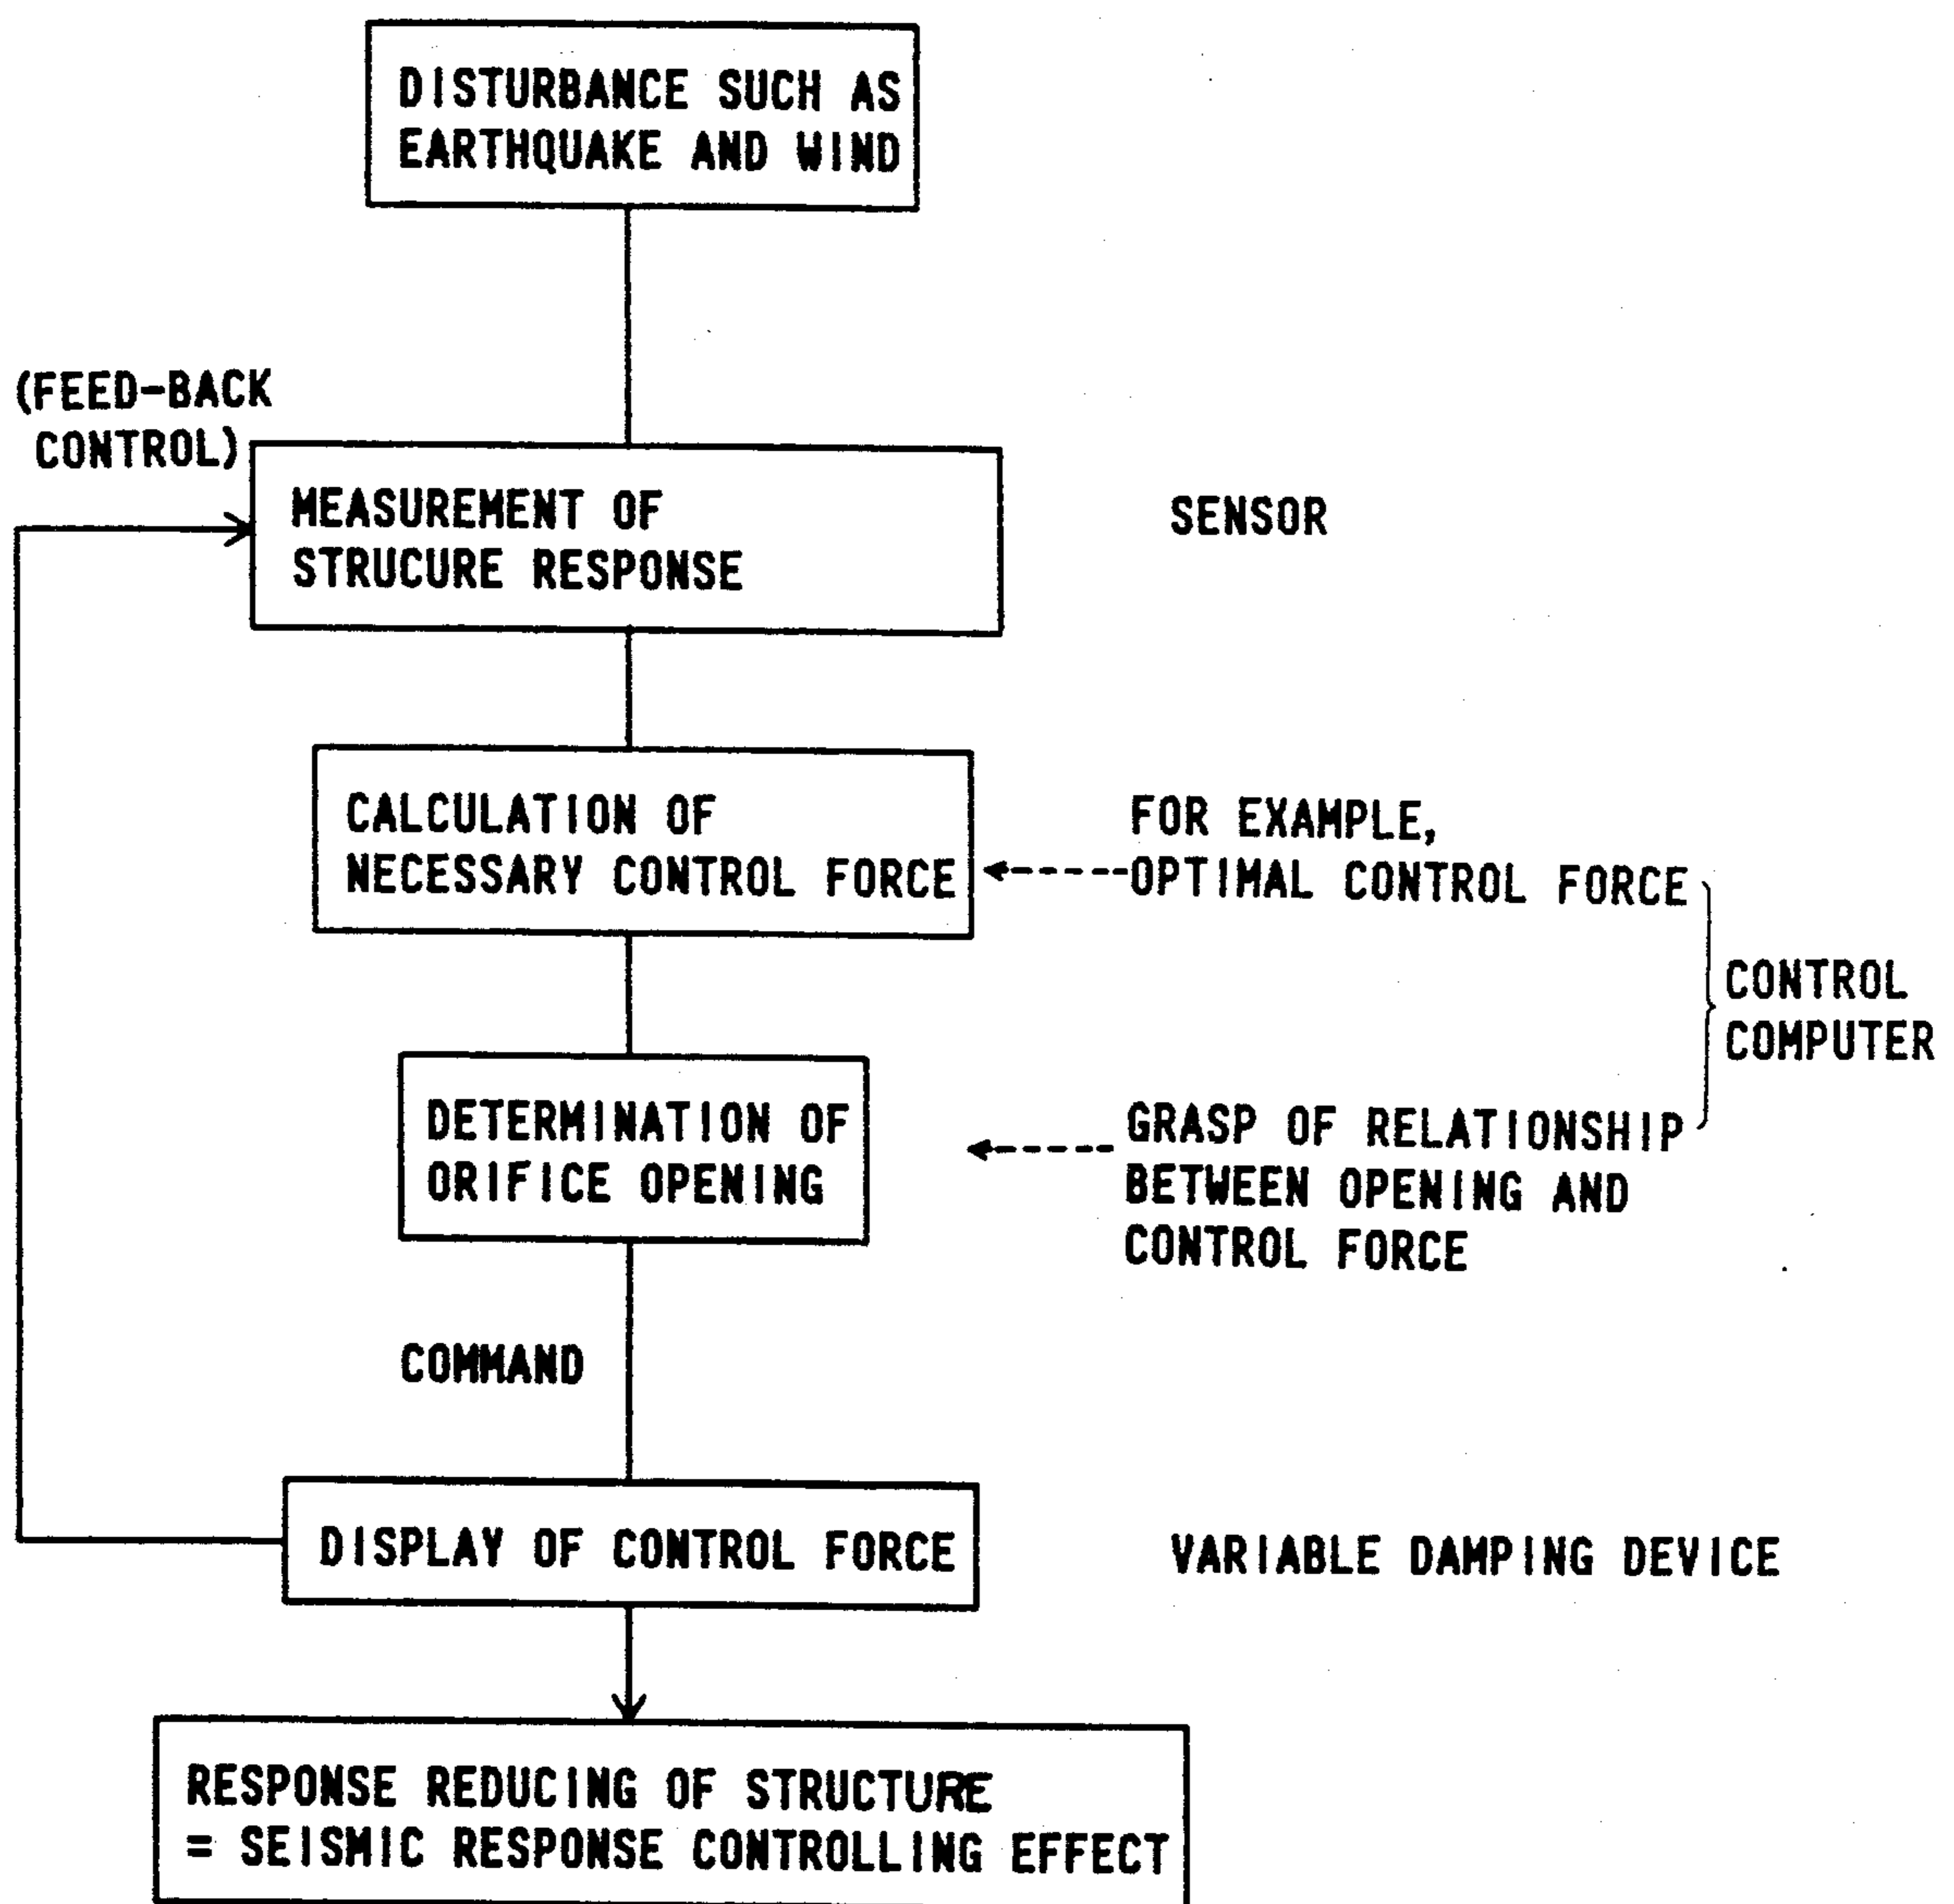 DISTURBANCE SUCH AS
EARTHQUAKE AND WIND
(FEED-BACK
CONTROL)
MEASUREMENT OF
STRUCURE RESPONSE
SENSOR
CALCULATION OF
NECESSARY CONTROL FORCE
FOR EXAMPLE,
OPTIMAL CONTROL FORCE
CONTROL
COMPUTER
DETERMINATION OF
ORIFICE OPENING
GRASP OF RELATIONSHIP
BETWEEN OPENING AND
CONTROL FORCE
COMMAND
DISPLAY OF CONTROL FORCE
VARIABLE DAMPING DEVICE
RESPONSE REDUCING OF STRUCTURE
= SEISMIC RESPONSE CONTROLLING EFFECT